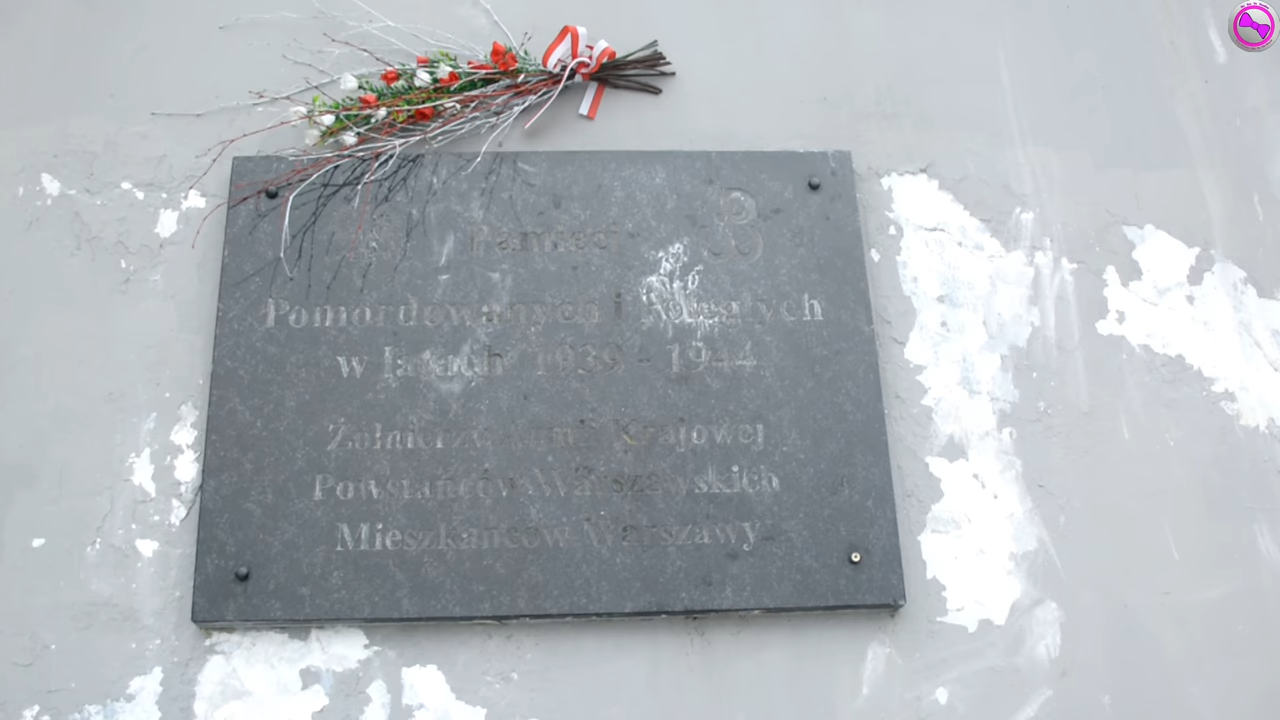 Pamięci
Pomordowanych i Poległych
w latach 1939 - 1944
Żołnierzy Armii Krajowej
Powstańców Warszawskich
Mieszkańców Warszawy